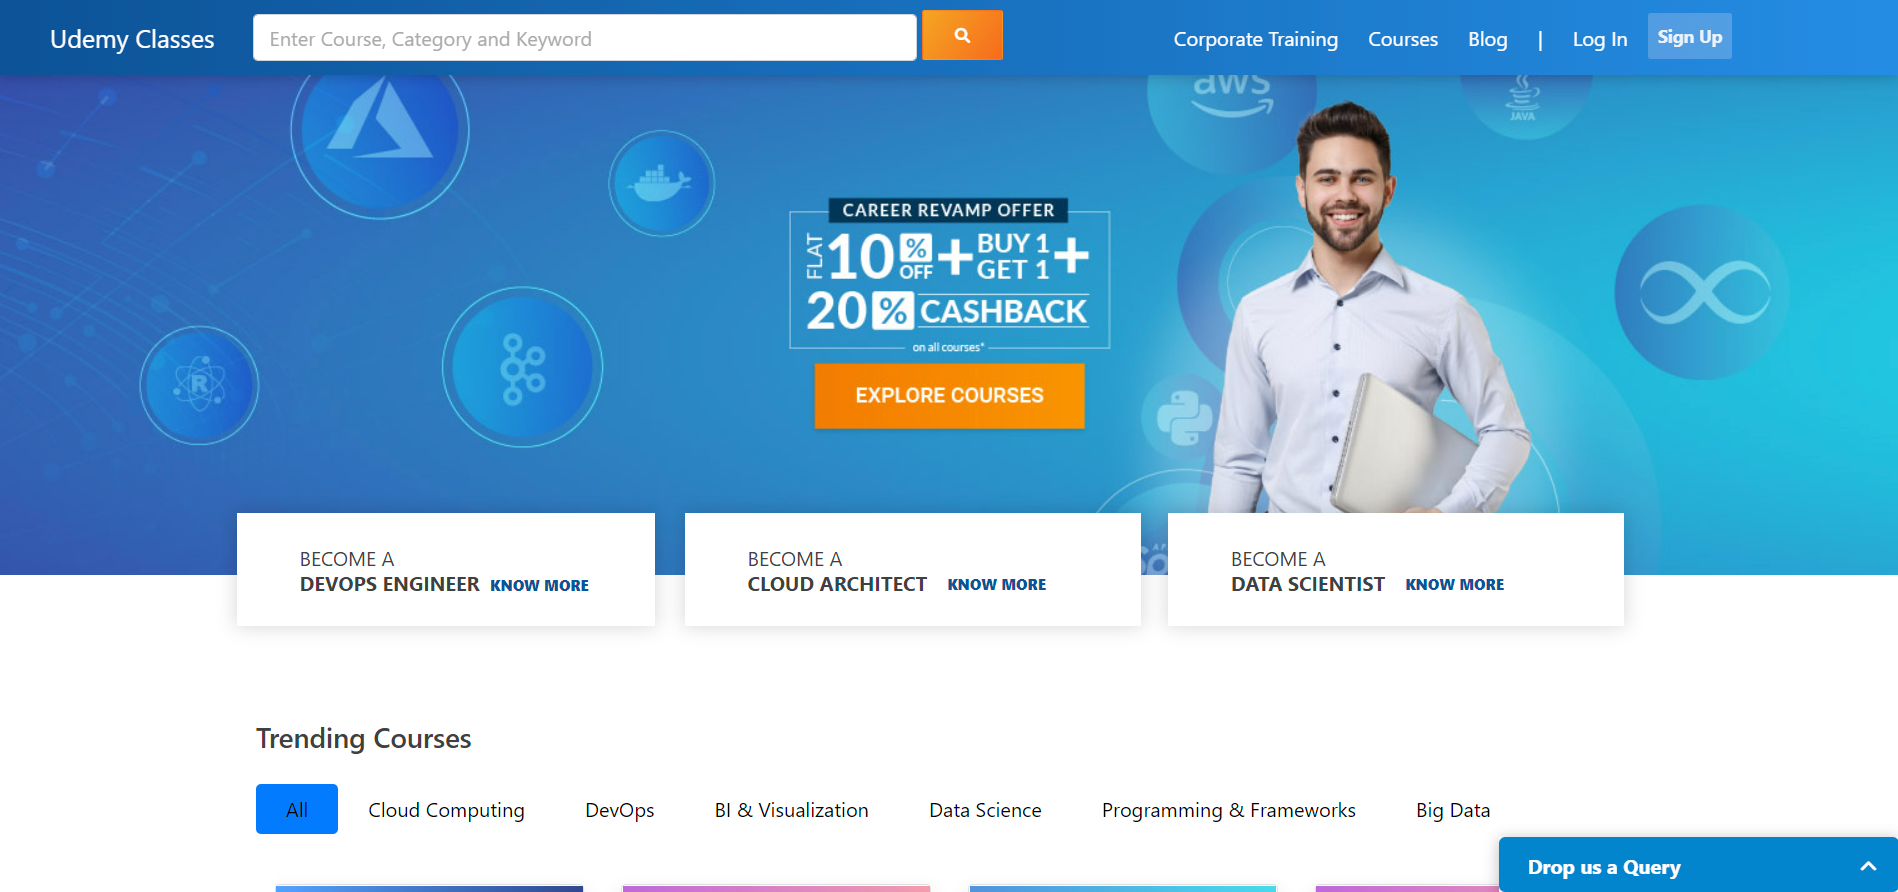 Udemy Classes
Enter Course, Category and Keyword
Corporate Training
Courses
Blog
|
Log In
Sign Up
aws
JAVA
CAREER REVAMP OFFER
FLAT 10% OFF + BUY 1 GET 1 +
20% CASHBACK
on all courses*
EXPLORE COURSES
R
BECOME A
DEVOPS ENGINEER KNOW MORE
BECOME A
CLOUD ARCHITECT KNOW MORE
BECOME A
DATA SCIENTIST KNOW MORE
Trending Courses
All
Cloud Computing
DevOps
BI & Visualization
Data Science
Programming & Frameworks
Big Data
Drop us a Query